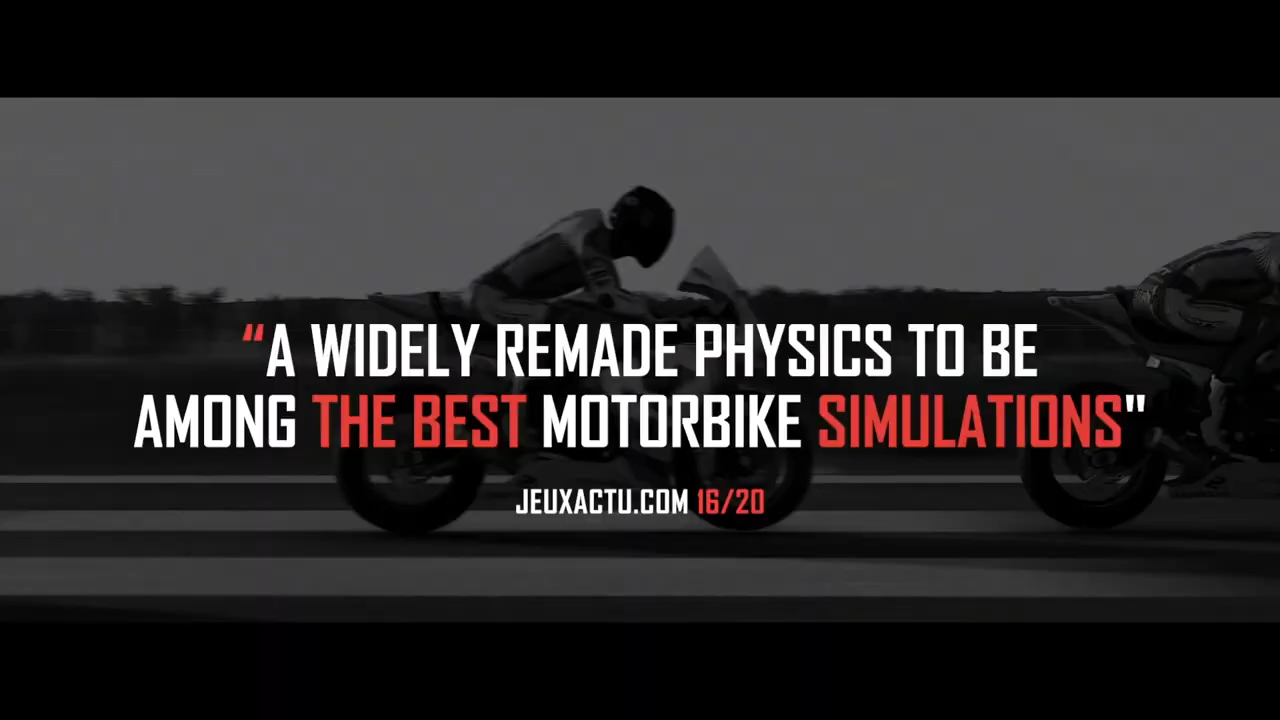 “A WIDELY REMADE PHYSICS TO BE
AMONG THE BEST MOTORBIKE SIMULATIONS"
JEUXACTU.COM 16/20